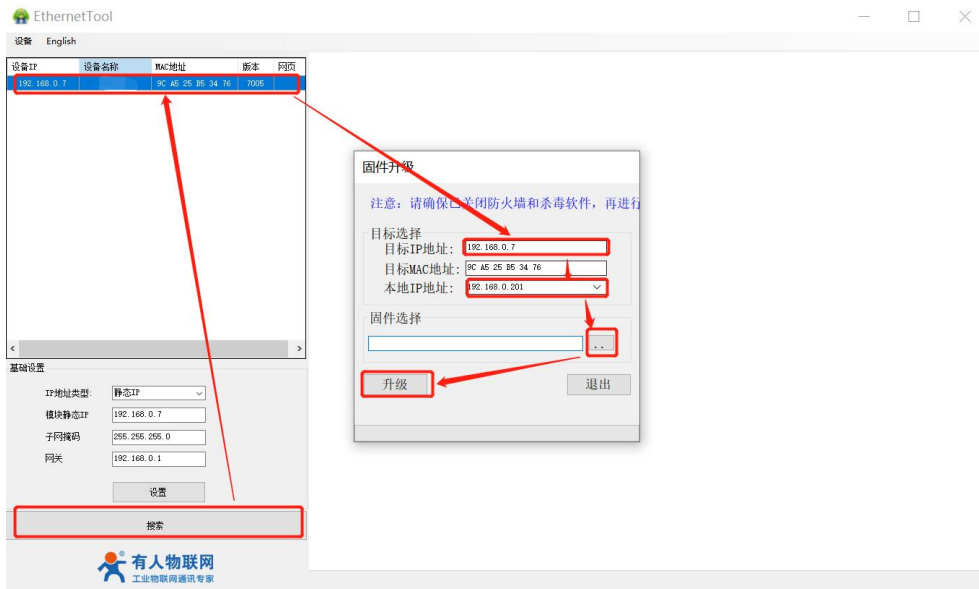 EthernetTool
设备 English
设备IP 设备名称 MAC地址 版本 网页
192.168.0.7 9C A5 25 B5 34 76 7005
固件升级
注意：请确保已关闭防火墙和杀毒软件，再进行
目标选择
目标IP地址: 192.168.0.7
目标MAC地址: 9C A5 25 B5 34 76
本地IP地址: 192.168.0.201
固件选择
..
升级 退出
基础设置
IP地址类型: 静态IP
模块静态IP 192.168.0.7
子网掩码 255.255.255.0
网关 192.168.0.1
设置
搜索
有人物联网
工业物联网通讯专家